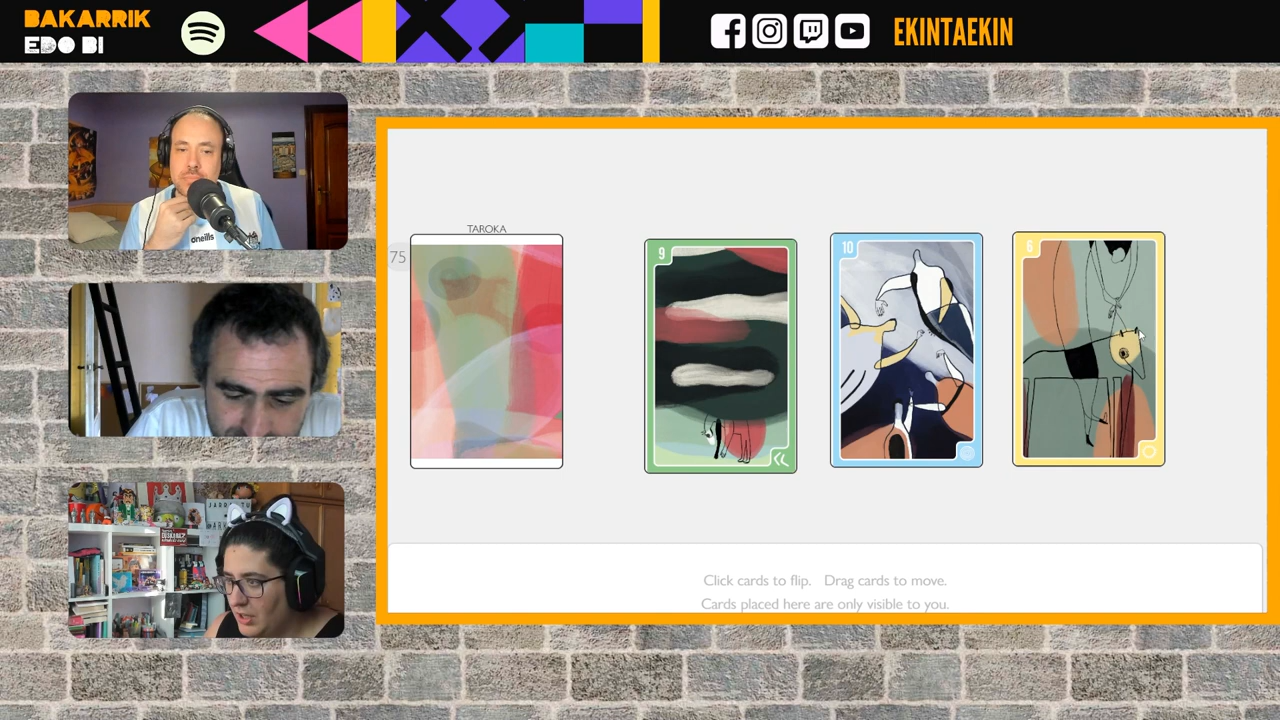 BAKARRIK
EDO BI
EKINTAEKIN
TAROKA
75
9
10
6
oneills
Click cards to flip. Drag cards to move.
Cards placed here are only visible to you.